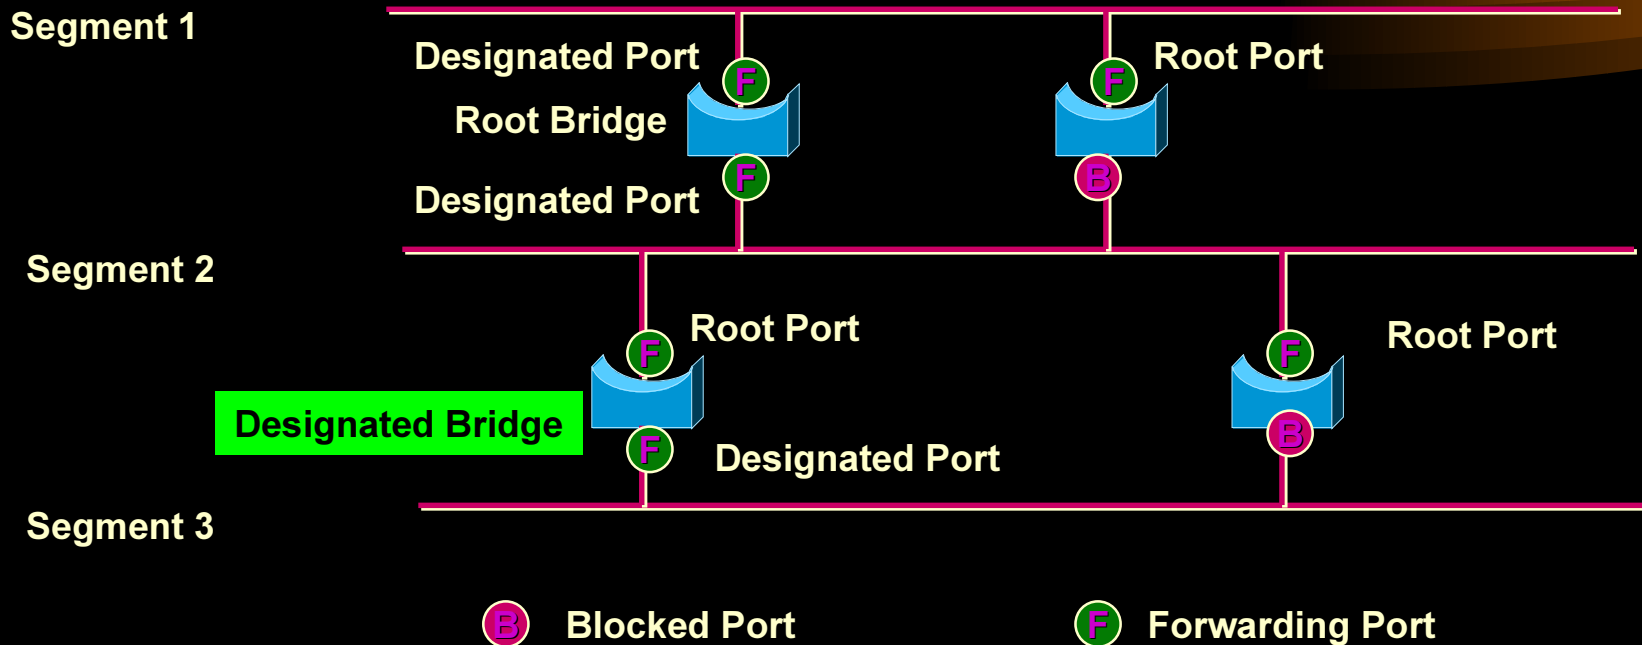 Segment 1
Designated Port
F
F
Root Port
Root Bridge
F
B
Designated Port
Segment 2
Root Port
Root Port
F
F
Designated Bridge
F
B
Designated Port
Segment 3
B Blocked Port
F Forwarding Port